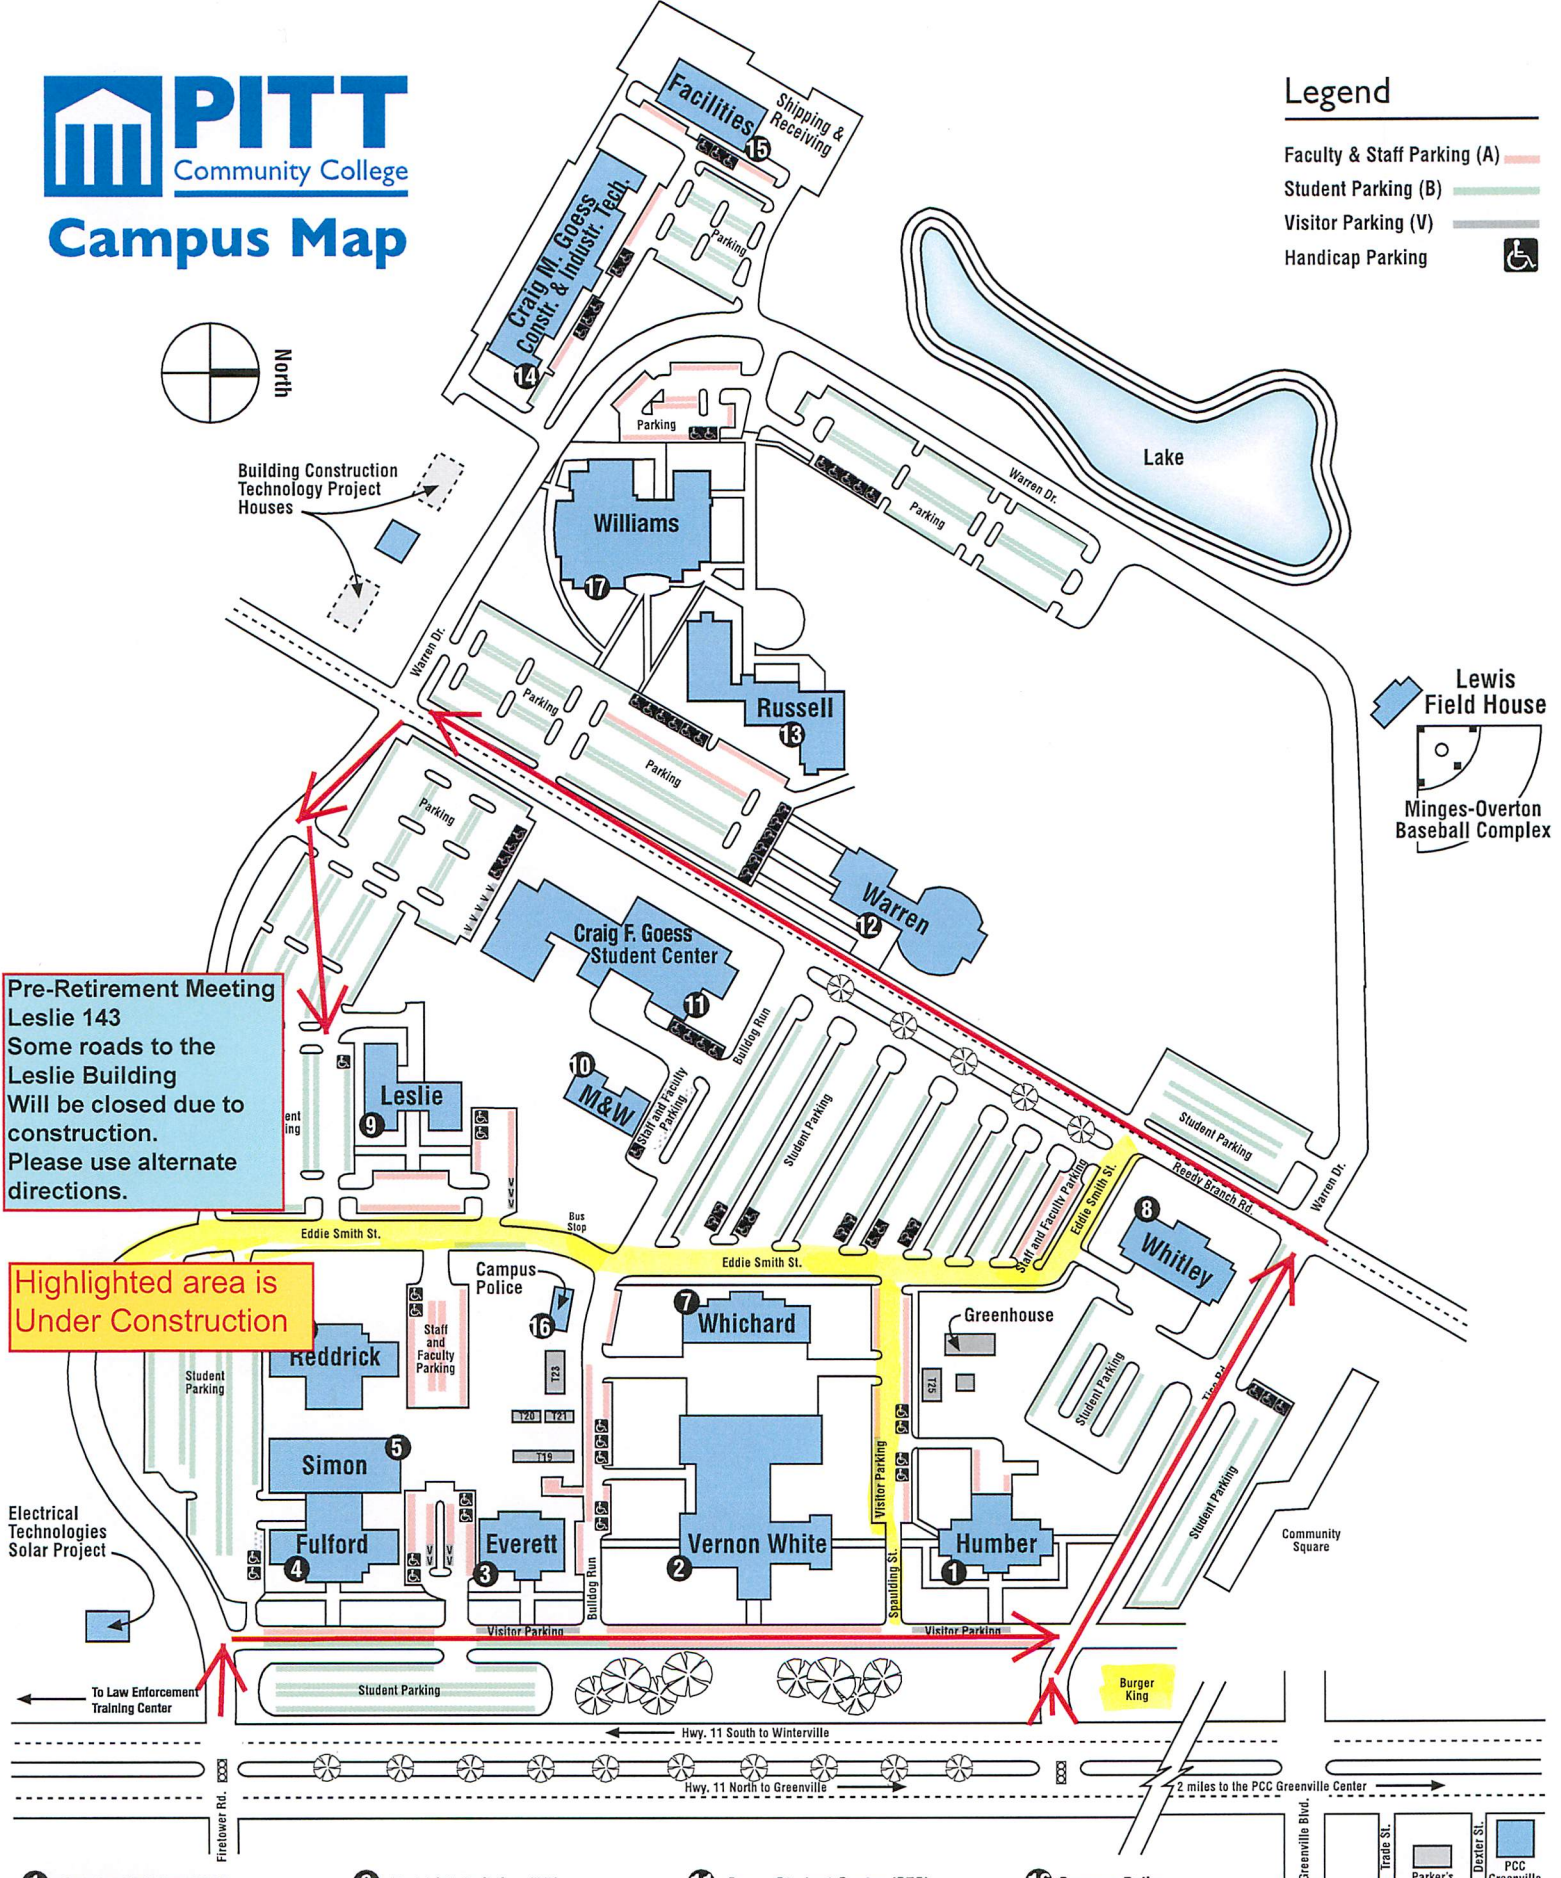 PITT
Community College
Campus Map
North
Legend
Faculty & Staff Parking (A)
Student Parking (B)
Visitor Parking (V)
Handicap Parking
Facilities
15
Shipping &
Receiving
Craig M. Goess
Constr. & Industr. Tech.
14
Parking
Parking
Building Construction
Technology Project
Houses
Williams
17
Parking
Warren Dr.
Lake
Warren Dr.
Parking
Russell
13
Parking
Lewis
Field House
Minges-Overton
Baseball Complex
Parking
Warren
12
Craig F. Goess
Student Center
11
Bulldog Run
10
M&W
Staff and Faculty
Parking
Student Parking
Student Parking
Reedy Branch Rd.
Warren Dr.
Pre-Retirement Meeting
Leslie 143
Some roads to the
Leslie Building
Will be closed due to
construction.
Please use alternate
directions.
Leslie
9
VVV
Eddie Smith St.
Bus
Stop
Eddie Smith St.
Staff and Faculty Parking
Eddie Smith St.
8
Whitley
Highlighted area is
Under Construction
Campus
Police
16
7
Whichard
Greenhouse
Reddrick
Staff
and
Faculty
Parking
Student
Parking
T23
T20
T21
T19
T25
Student Parking
Simon
5
Visitor Parking
Student Parking
Community
Square
Electrical
Technologies
Solar Project
Fulford
4
VV
VV
Everett
3
Bulldog Run
Vernon White
2
Spaulding St.
Humber
1
Visitor Parking
Visitor Parking
To Law Enforcement
Training Center
Student Parking
Burger
King
Hwy. 11 South to Winterville
Hwy. 11 North to Greenville
2 miles to the PCC Greenville Center
Firetower Rd.
Greenville Blvd.
Trade St.
Dexter St.
Parker's
PCC